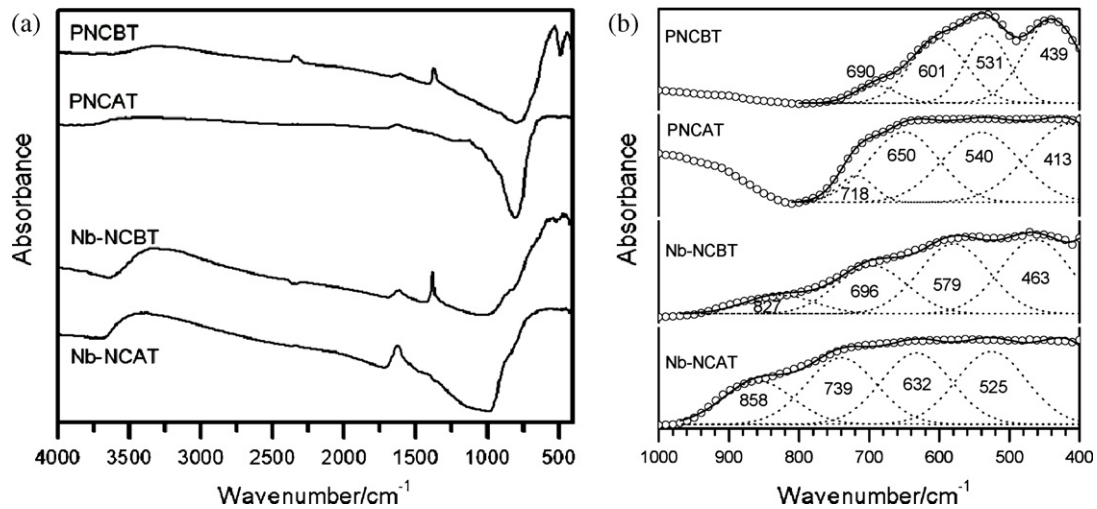 (a)
PNCBT
PNCAT
Nb-NCBT
Nb-NCAT
Absorbance
4000 3500 3000 2500 2000 1500 1000 500
Wavenumber/cm-1
(b)
PNCBT
690 601 531 439
PNCAT
718 650 540 413
Nb-NCBT
827 696 579 463
Nb-NCAT
858 739 632 525
Absorbance
1000 900 800 700 600 500 400
Wavenumber/cm-1